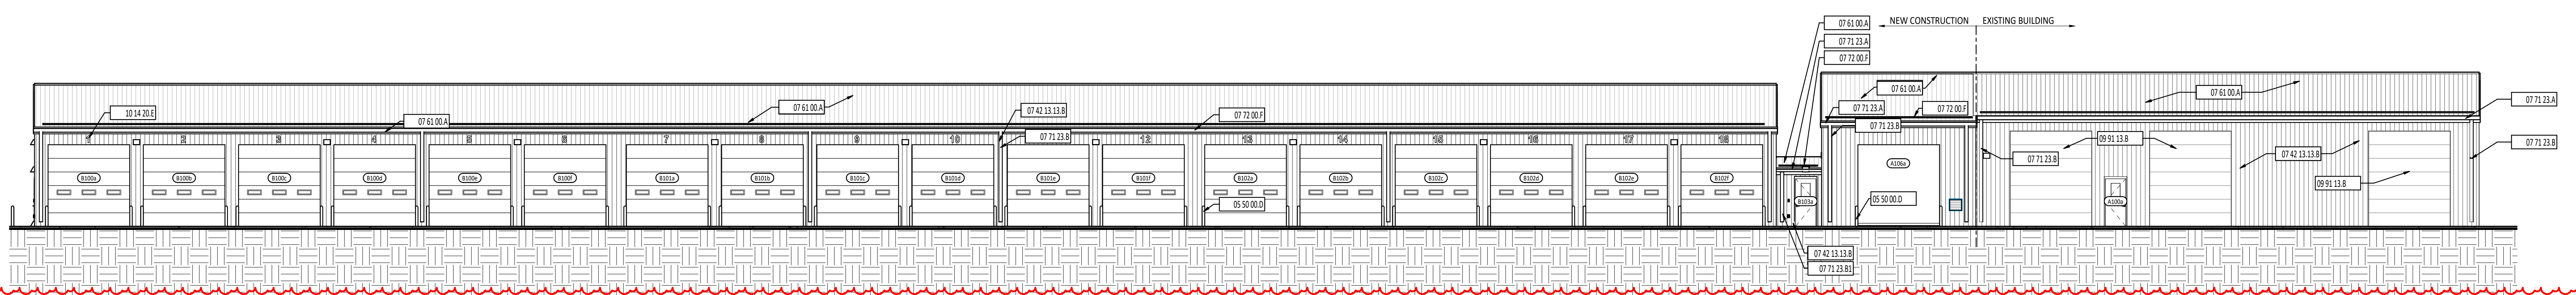 07 61 00.A
NEW CONSTRUCTION EXISTING BUILDING
07 71 23.A
07 72 00.F
07 61 00.A
07 61 00.A
07 71 23.A
10 14 20.E
07 61 00.A
07 42 13.13.B
07 61 00.A
07 72 00.F
07 71 23.A
07 72 00.F
07 71 23.B
07 71 23.B
1 2 3 4 5 6 7 8 9 10 11 12 13 14 15 16 17 18
09 91 13.B
07 71 23.B
07 71 23.B
07 42 13.13.B
A106a
B100a B100b B100c B100d B100e B100f B101a B101b B101c B101d B101e B101f B102a B102b B102c B102d B102e B102f
09 91 13.B
05 50 00.D
05 50 00.D
B103a
A100a
07 42 13.13.B
07 71 23.B1